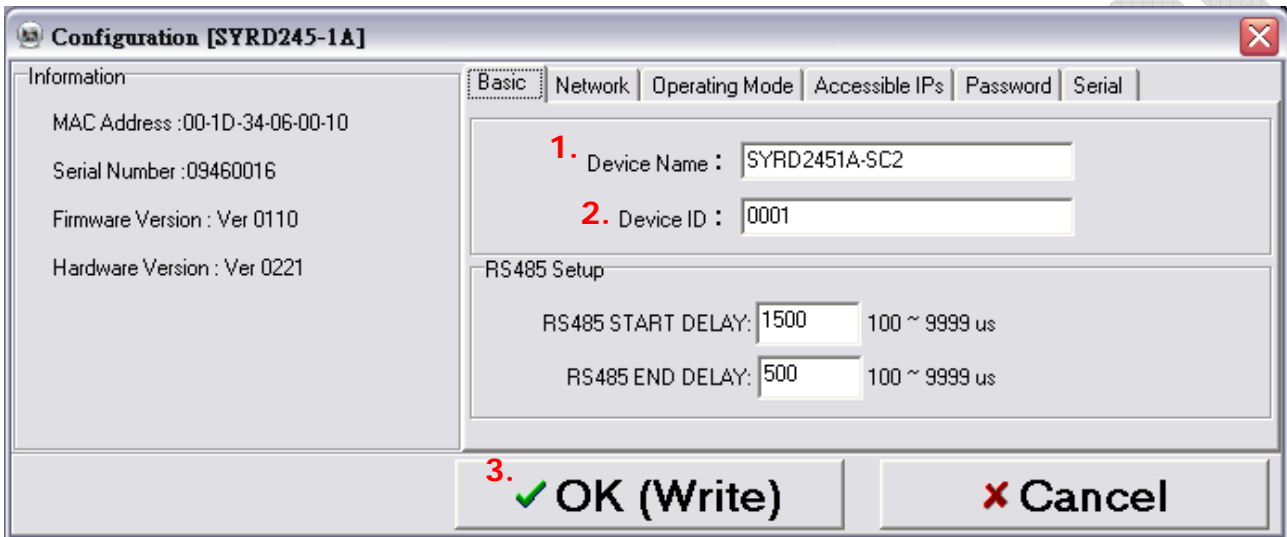 Configuration [SYRD245-1A]
Information
MAC Address :00-1D-34-06-00-10
Serial Number :09460016
Firmware Version : Ver 0110
Hardware Version : Ver 0221
Basic Network Operating Mode Accessible IPs Password Serial
1. Device Name : SYRD2451A-SC2
2. Device ID : 0001
RS485 Setup
RS485 START DELAY: 1500 100 ~ 9999 us
RS485 END DELAY: 500 100 ~ 9999 us
3. OK (Write) Cancel